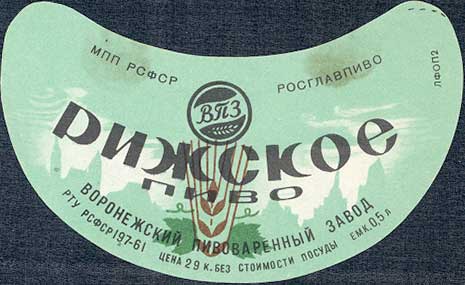 МПП РСФСР
РОСГЛАВПИВО
ЛФОП2
ВПЗ
РИЖСКОЕ
ПИВО
ВОРОНЕЖСКИЙ ПИВОВАРЕННЫЙ ЗАВОД
РТУ РСФСР 197-61
ЦЕНА 29 К. БЕЗ СТОИМОСТИ ПОСУДЫ
ЕМК. 0,5 Л